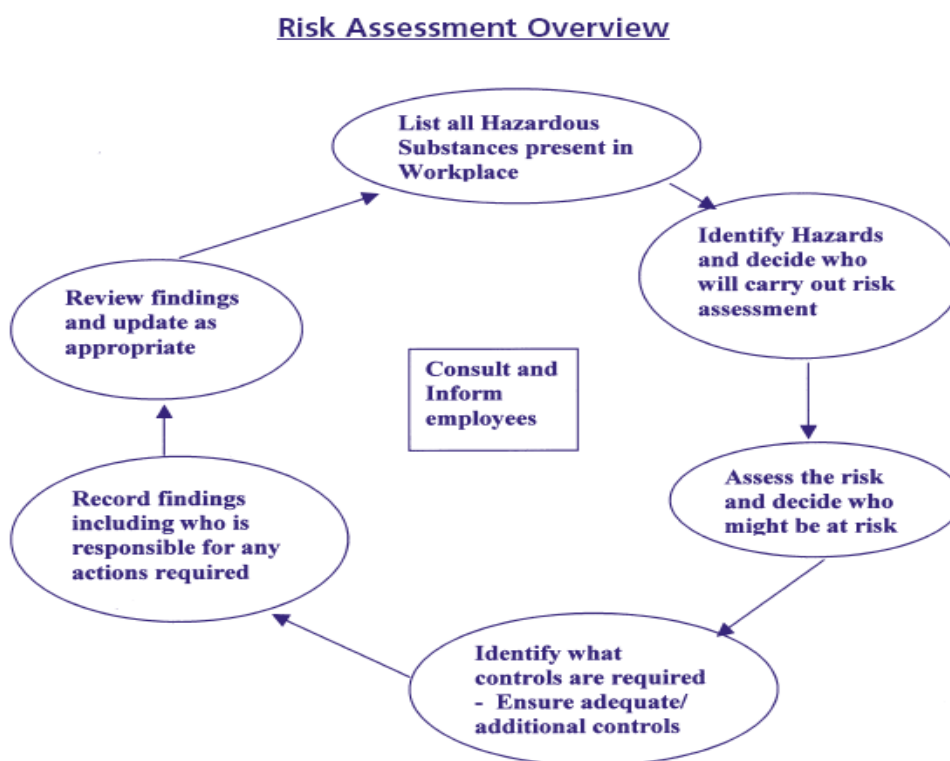 Risk Assessment Overview
List all Hazardous
Substances present in
Workplace
Identify Hazards
and decide who
will carry out risk
assessment
Assess the risk
and decide who
might be at risk
Identify what
controls are required
- Ensure adequate/
additional controls
Record findings
including who is
responsible for any
actions required
Review findings
and update as
appropriate
Consult and
Inform
employees